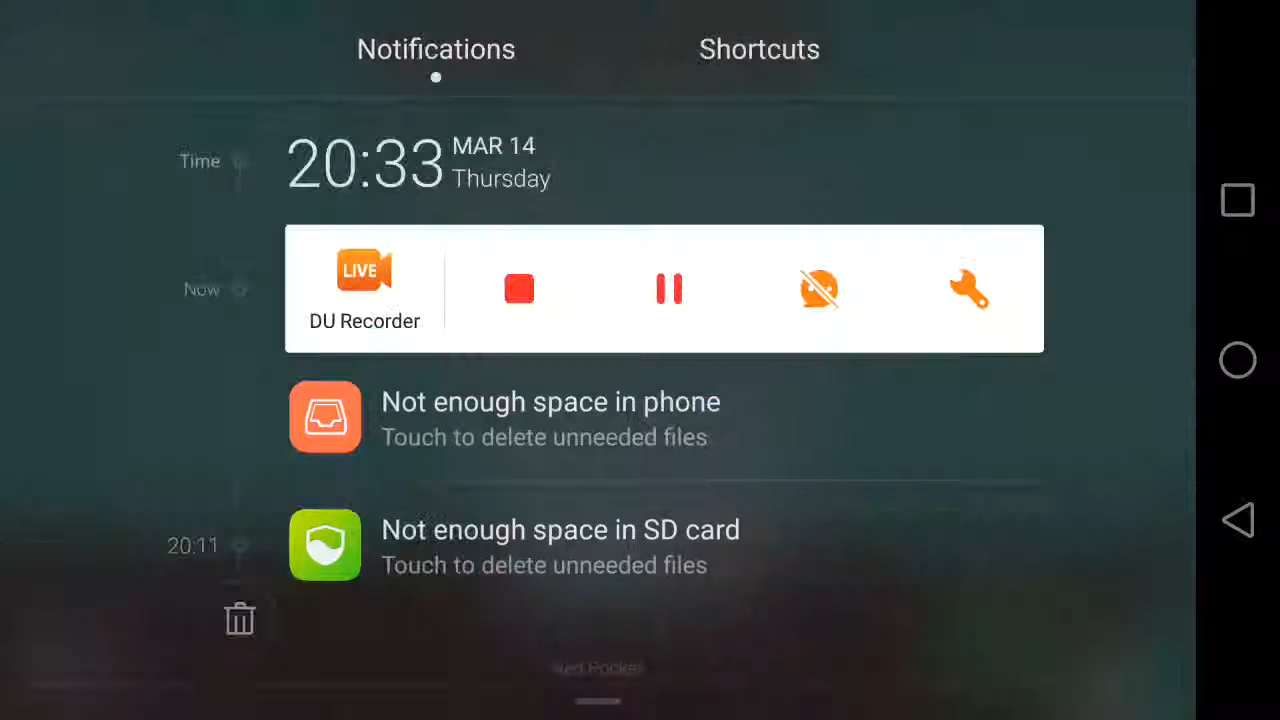 Notifications
Shortcuts
Time
20:33
MAR 14
Thursday
Now
LIVE
DU Recorder
Not enough space in phone
Touch to delete unneeded files
20:11
Not enough space in SD card
Touch to delete unneeded files